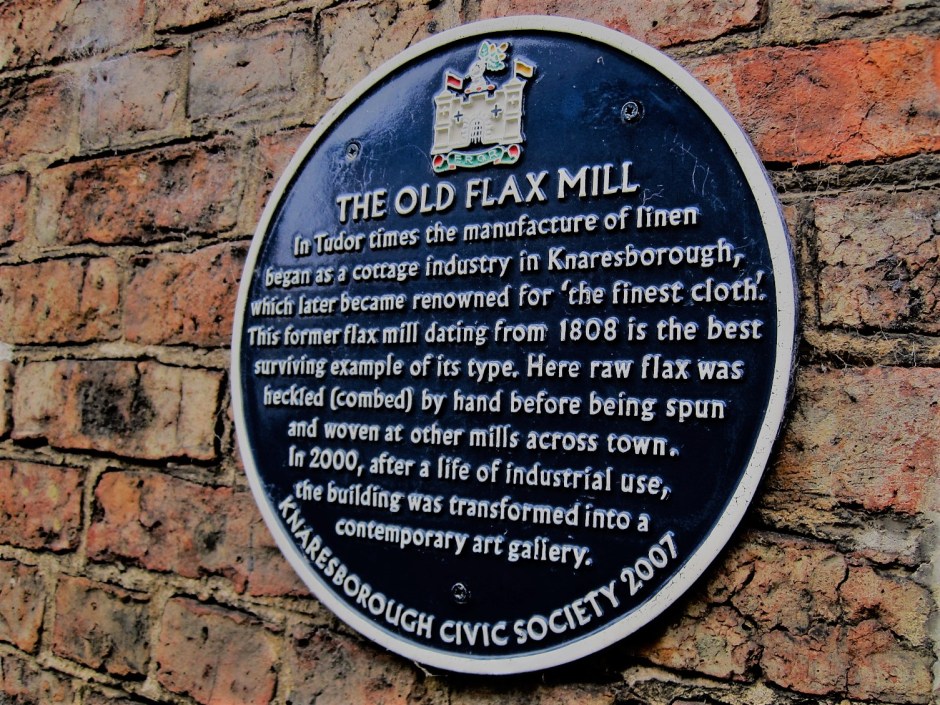 THE OLD FLAX MILL
In Tudor times the manufacture of linen
began as a cottage industry in Knaresborough,
which later became renowned for 'the finest cloth'.
This former flax mill dating from 1808 is the best
surviving example of its type. Here raw flax was
heckled (combed) by hand before being spun
and woven at other mills across town.
In 2000, after a life of industrial use,
the building was transformed into a
contemporary art gallery.
KNARESBOROUGH CIVIC SOCIETY 2007